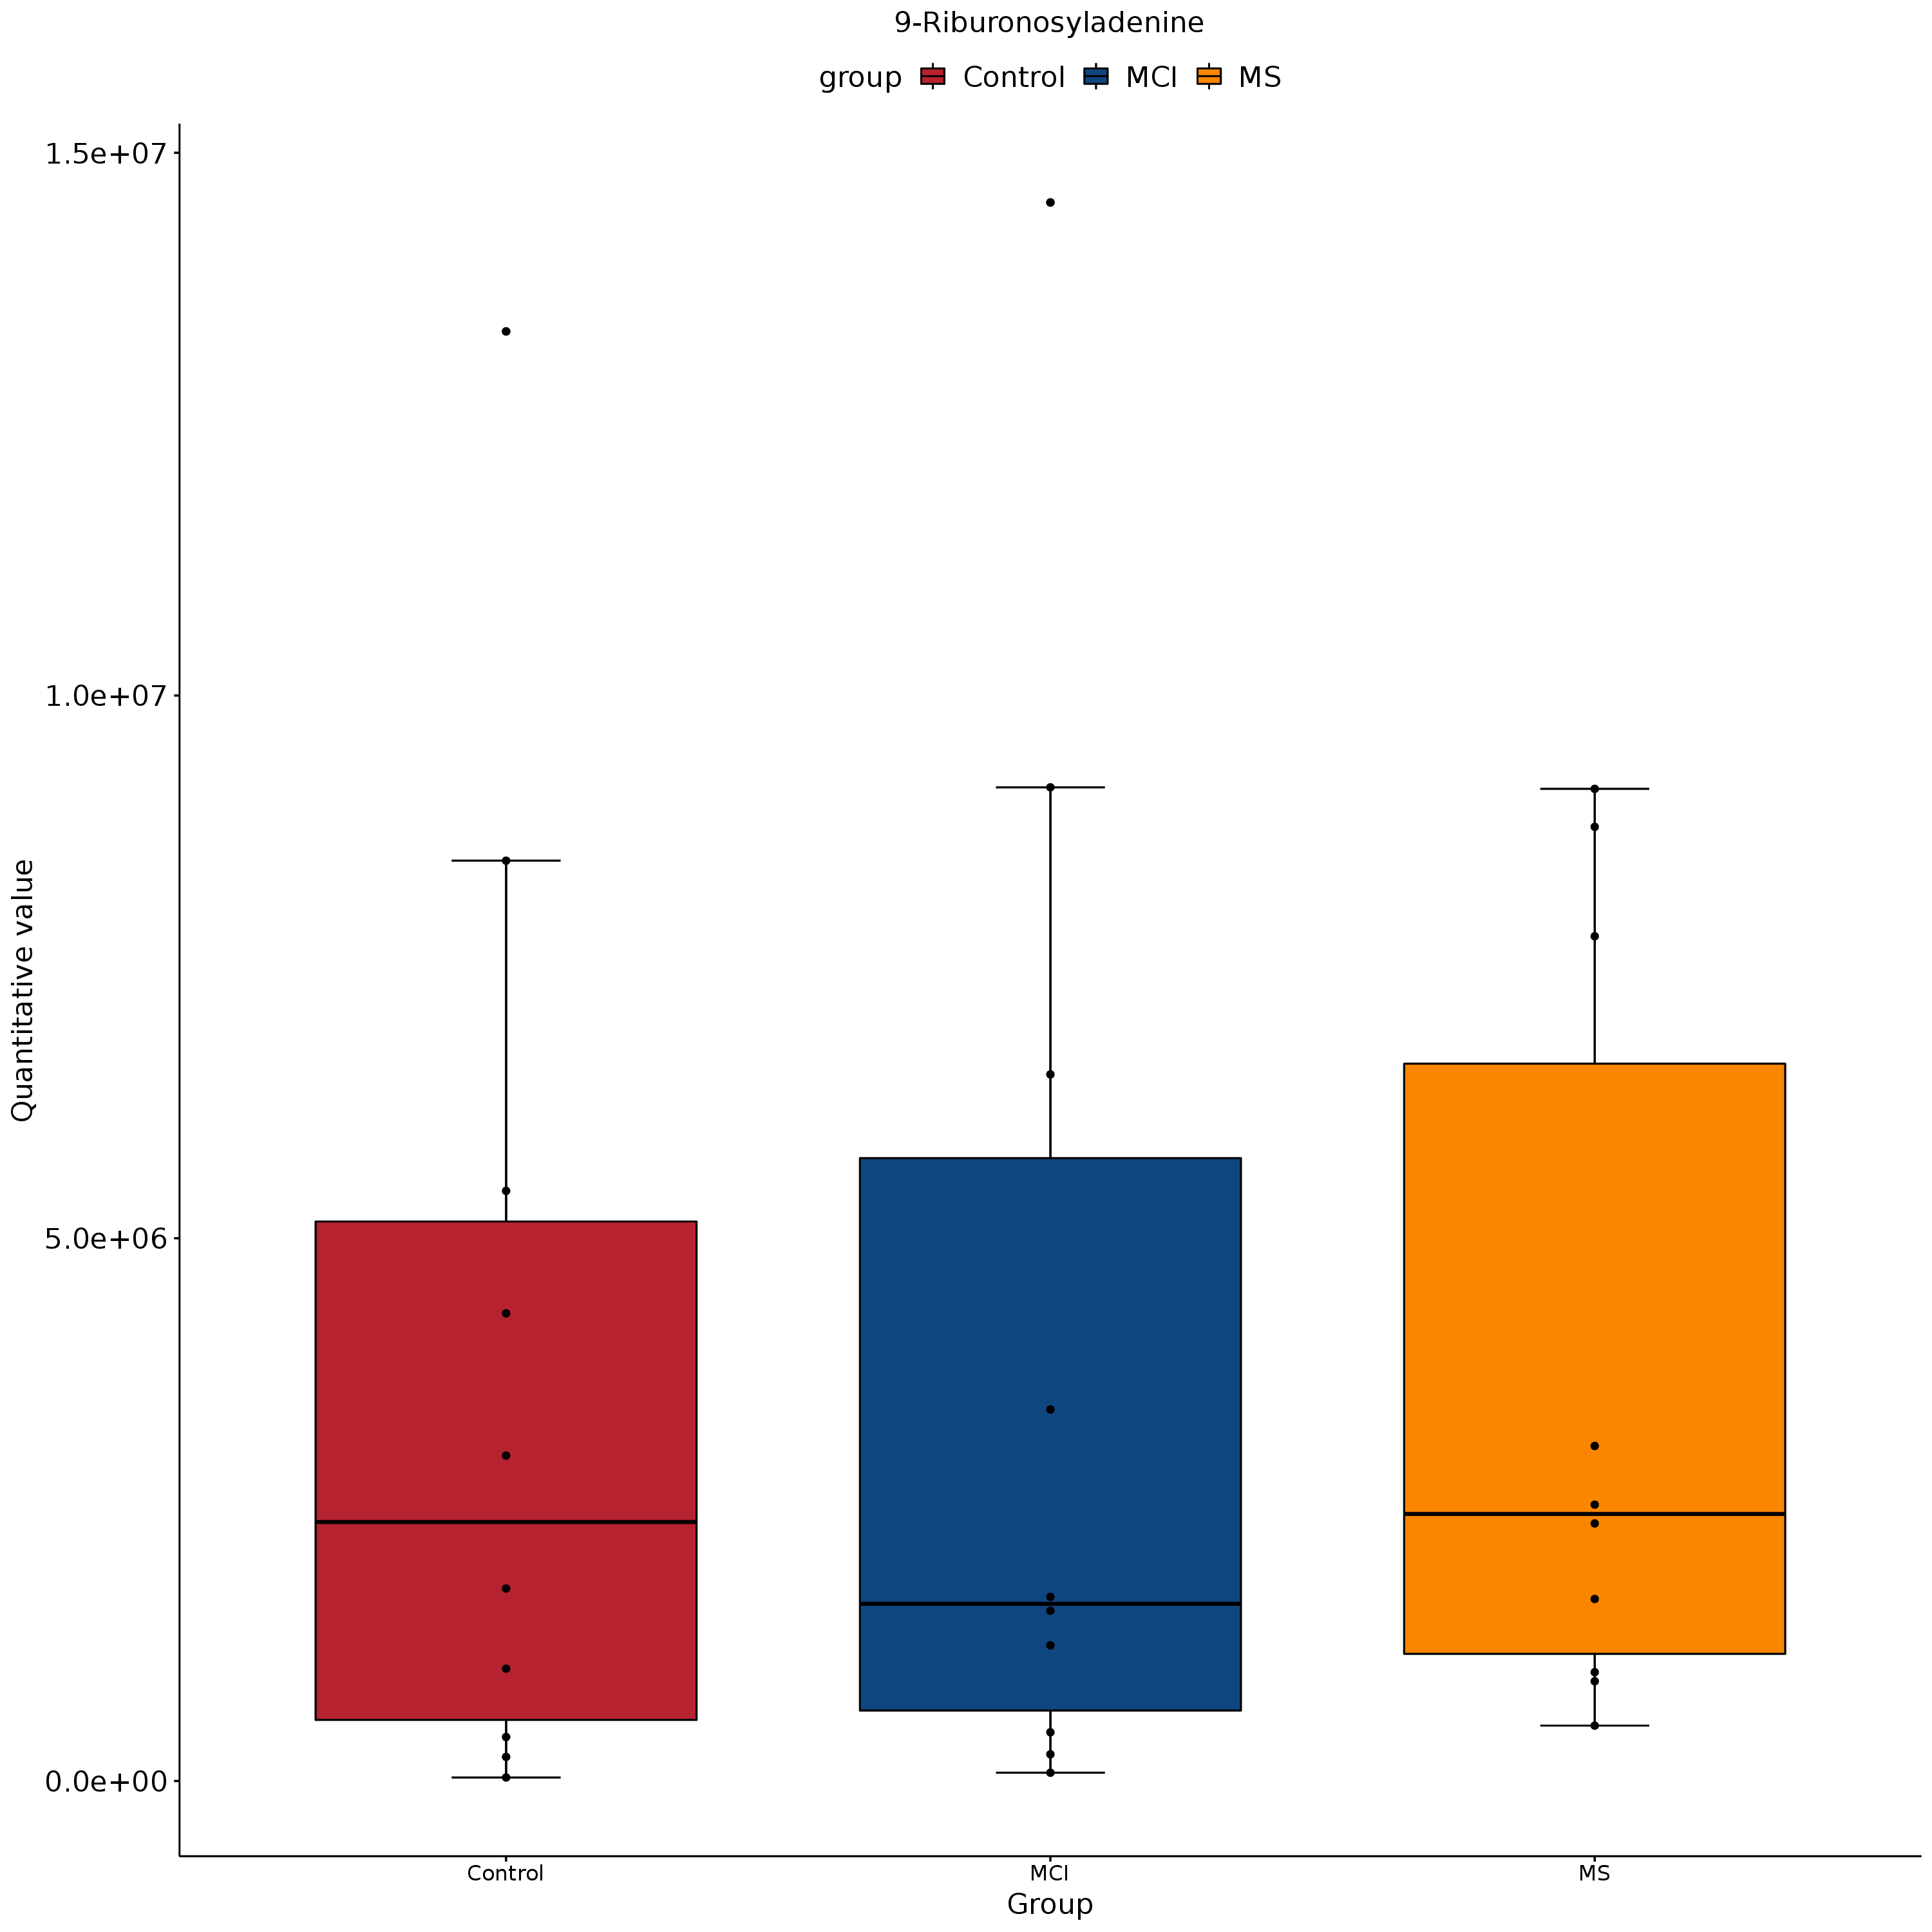 9-Riburonosyladenine
group Control MCI MS
1.5e+07
1.0e+07
5.0e+06
0.0e+00
Quantitative value
Control MCI MS
Group